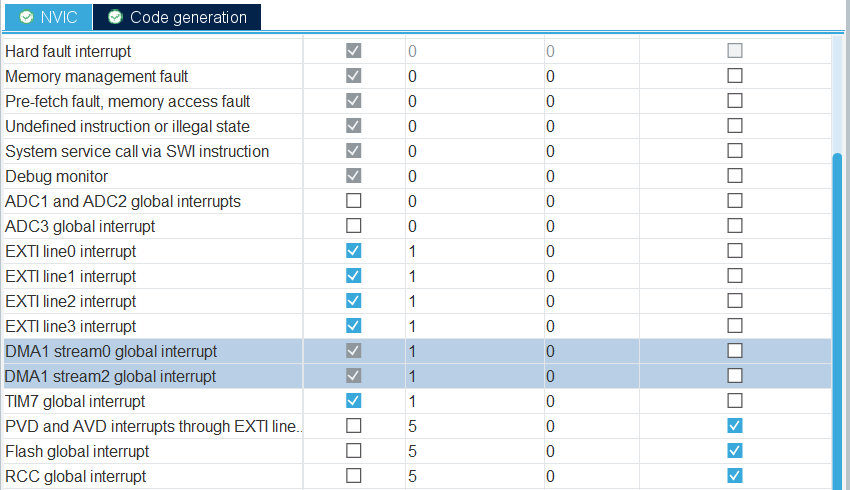 NVIC Code generation
Hard fault interrupt 0 0
Memory management fault 0 0
Pre-fetch fault, memory access fault 0 0
Undefined instruction or illegal state 0 0
System service call via SWI instruction 0 0
Debug monitor 0 0
ADC1 and ADC2 global interrupts 0 0
ADC3 global interrupt 0 0
EXTI line0 interrupt 1 0
EXTI line1 interrupt 1 0
EXTI line2 interrupt 1 0
EXTI line3 interrupt 1 0
DMA1 stream0 global interrupt 1 0
DMA1 stream2 global interrupt 1 0
TIM7 global interrupt 1 0
PVD and AVD interrupts through EXTI line.. 5 0
Flash global interrupt 5 0
RCC global interrupt 5 0